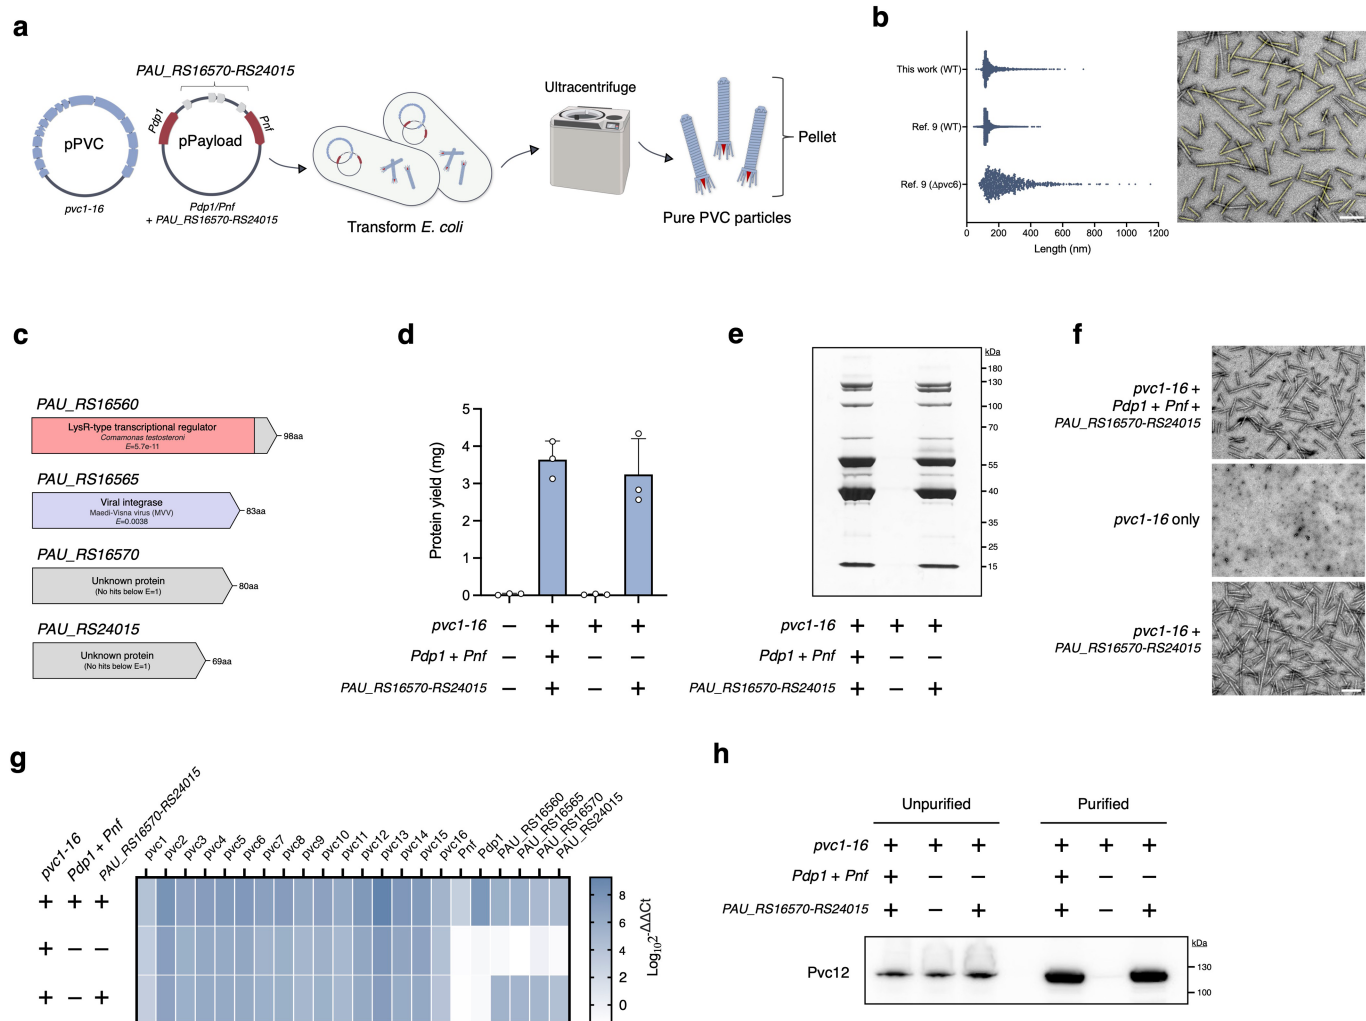 a
PAU_RS16570-RS24015
Pdp1
Pnf
pPVC
pPayload
pvc1-16
Pdp1/Pnf
+ PAU_RS16570-RS24015
Transform E. coli
Ultracentrifuge
Pellet
Pure PVC particles
b
This work (WT)
Ref. 9 (WT)
Ref. 9 (Δpvc6)
0 200 400 600 800 1000 1200
Length (nm)
c
PAU_RS16560
LysR-type transcriptional regulator
Comamonas testosteroni
E=5.7e-11
98aa
PAU_RS16565
Viral integrase
Maedi-Visna virus (MVV)
E=0.0038
83aa
PAU_RS16570
Unknown protein
(No hits below E=1)
80aa
PAU_RS24015
Unknown protein
(No hits below E=1)
69aa
d
Protein yield (mg)
5
4
3
2
1
0
pvc1-16 − + + +
Pdp1 + Pnf − + − −
PAU_RS16570-RS24015 − + − +
e
kDa
180
130
100
70
55
40
35
25
15
pvc1-16 + + +
Pdp1 + Pnf + − −
PAU_RS16570-RS24015 + − +
f
pvc1-16 +
Pdp1 + Pnf +
PAU_RS16570-RS24015
pvc1-16 only
pvc1-16 +
PAU_RS16570-RS24015
g
pvc1-16 Pdp1 + Pnf PAU_RS16570-RS24015
pvc1 pvc2 pvc3 pvc4 pvc5 pvc6 pvc7 pvc8 pvc9 pvc10 pvc11 pvc12 pvc13 pvc14 pvc15 pvc16 Pnf Pdp1 PAU_RS16560 PAU_RS16565 PAU_RS16570 PAU_RS24015
+ + +
+ − −
+ − +
8
6
4
2
0
Log₁₀2^-ΔΔCt
h
Unpurified Purified
pvc1-16 + + + + + +
Pdp1 + Pnf + − − + − −
PAU_RS16570-RS24015 + − + + − +
Pvc12
kDa
130
100